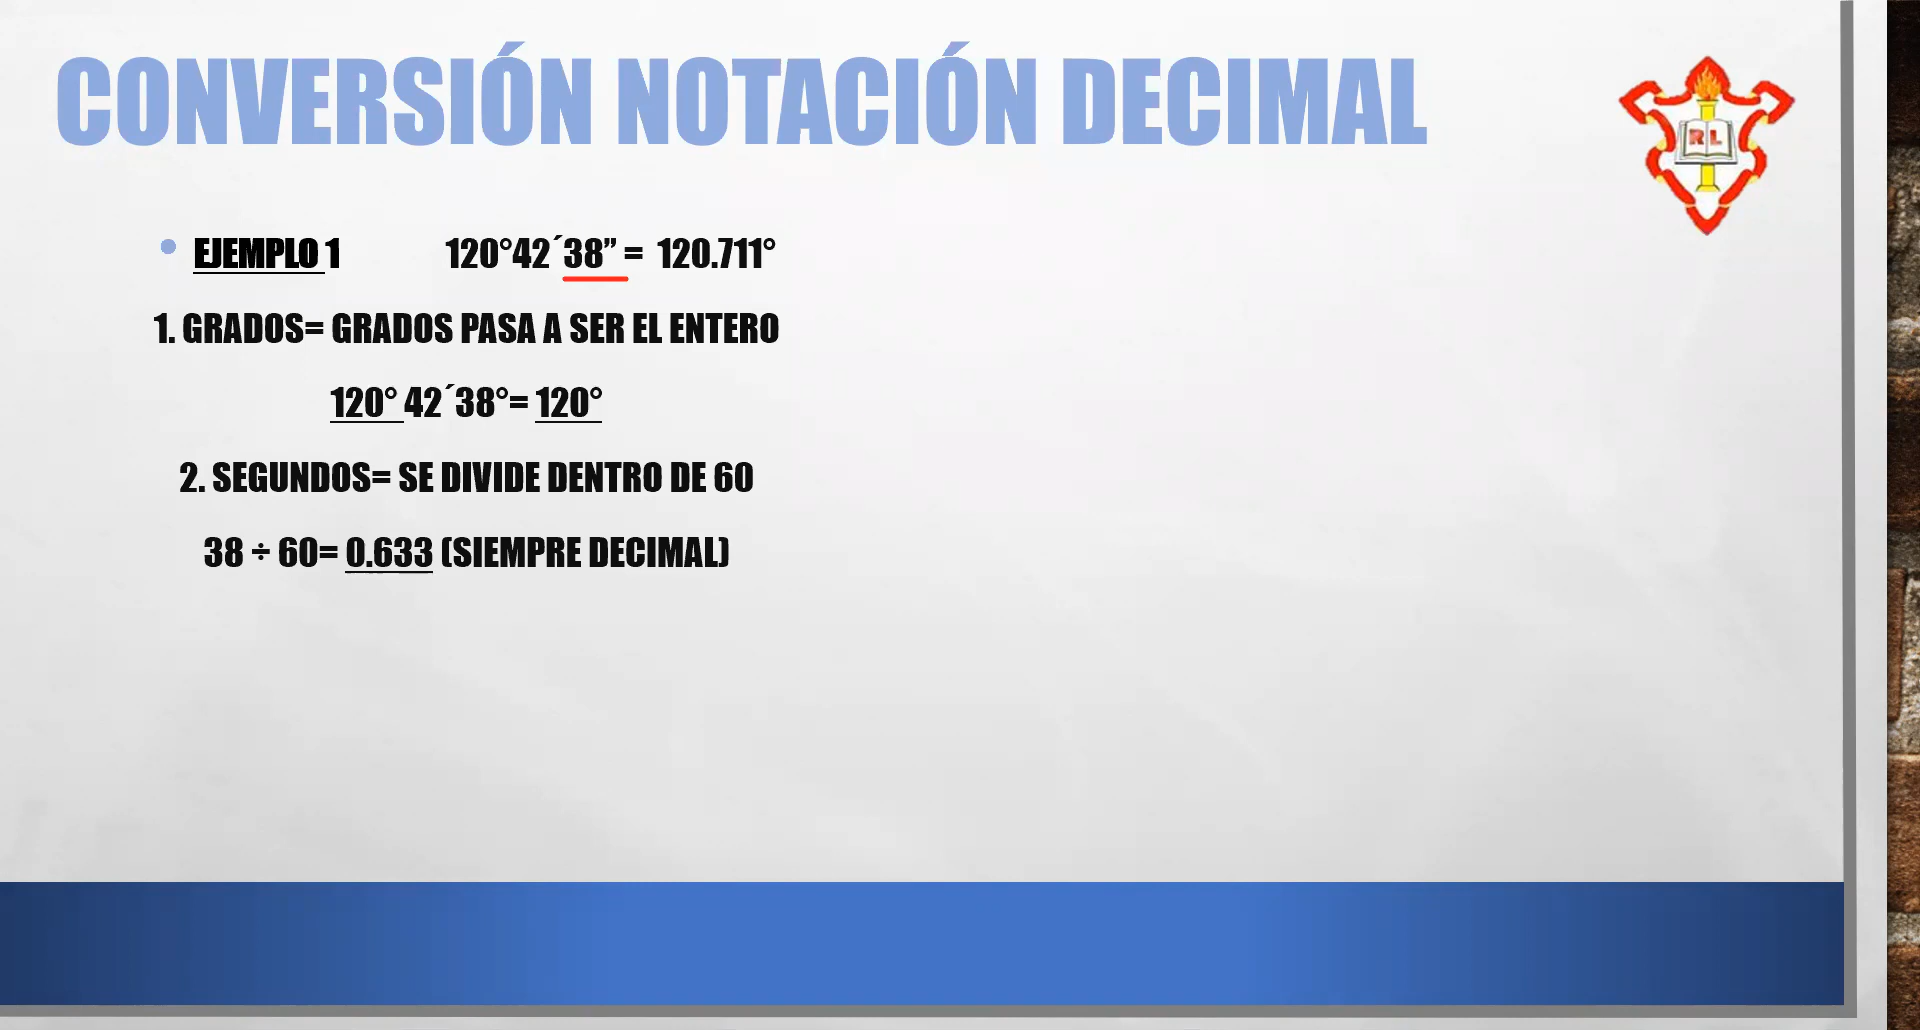 CONVERSIÓN NOTACIÓN DECIMAL
RL
• EJEMPLO 1 120°42´38” = 120.711°
1. GRADOS= GRADOS PASA A SER EL ENTERO
120° 42´38°= 120°
2. SEGUNDOS= SE DIVIDE DENTRO DE 60
38 ÷ 60= 0.633 (SIEMPRE DECIMAL)